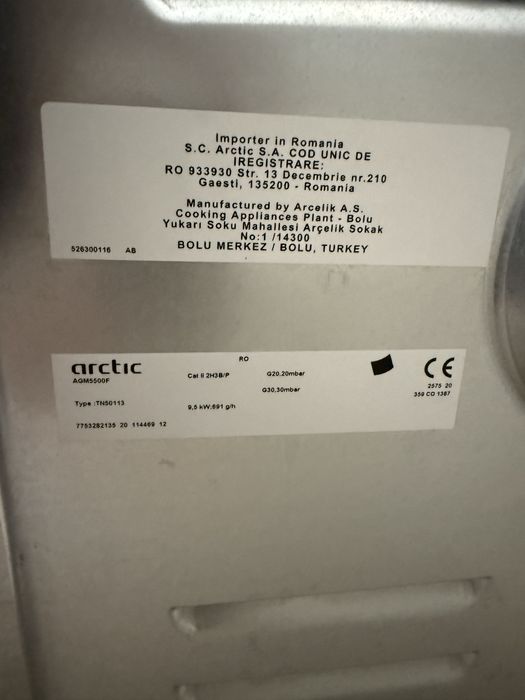 Importer in Romania
S.C. Arctic S.A. COD UNIC DE
IREGISTRARE:
RO 933930 Str. 13 Decembrie nr.210
Gaesti, 135200 - Romania
Manufactured by Arcelik A.S.
Cooking Appliances Plant - Bolu
Yukarı Soku Mahallesi Arçelik Sokak
No:1 /14300
BOLU MERKEZ / BOLU, TURKEY
526300116 AB
arctic
AGM5500F
RO
Cat II 2H3B/P
G20,20mbar
G30,30mbar
CE
2575 20
359 CO 1387
Type :TN50113
9,5 kW;691 g/h
7753282135 20 114469 12